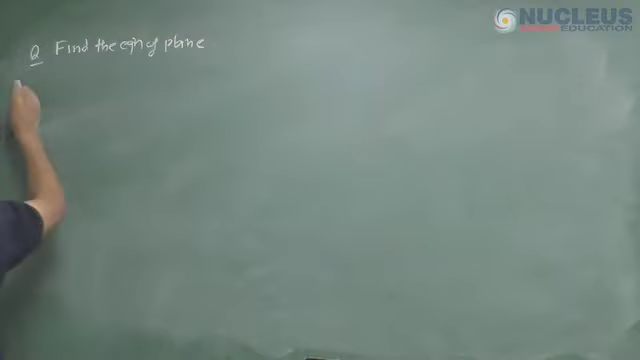 NUCLEUS
EDUCATION
Q Find the eqn of plane